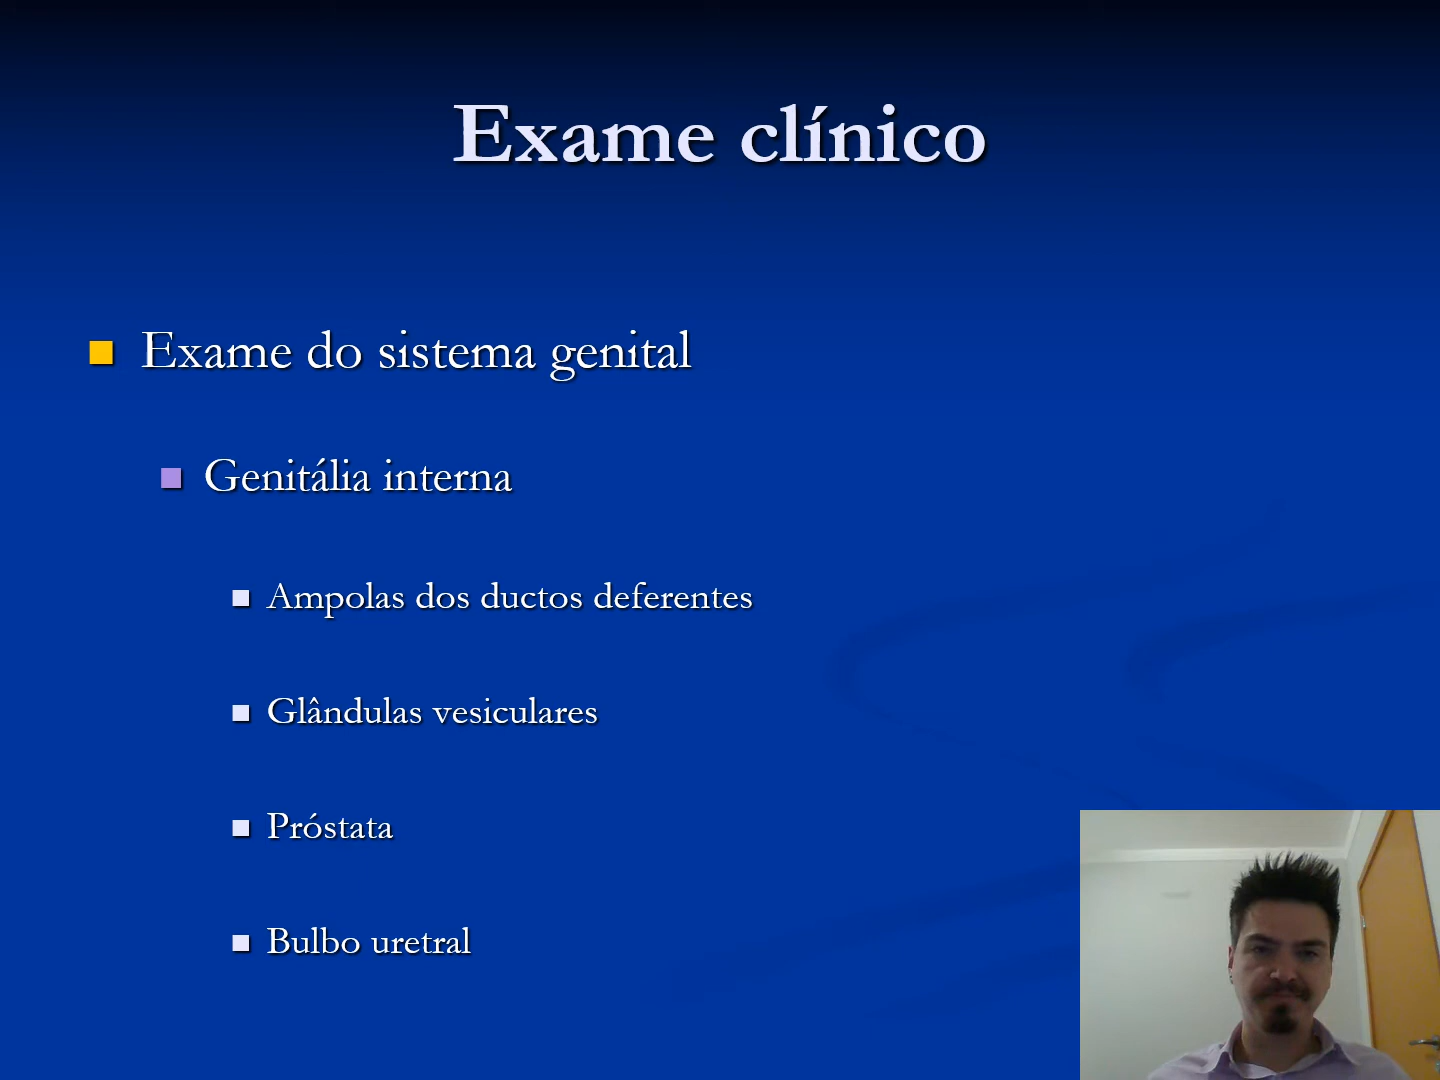 Exame clínico
Exame do sistema genital
Genitália interna
Ampolas dos ductos deferentes
Glândulas vesiculares
Próstata
Bulbo uretral